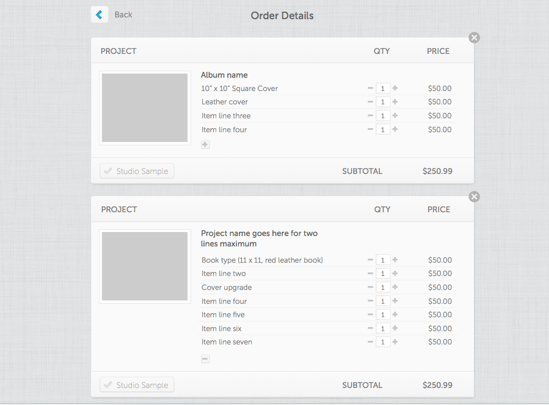 Back
Order Details
PROJECT QTY PRICE
Album name
10" x 10" Square Cover − 1 + $50.00
Leather cover − 1 + $50.00
Item line three − 1 + $50.00
Item line four − 1 + $50.00
+
Studio Sample SUBTOTAL $250.99
PROJECT QTY PRICE
Project name goes here for two
lines maximum
Book type (11 x 11, red leather book) − 1 + $50.00
Item line two − 1 + $50.00
Cover upgrade − 1 + $50.00
Item line four − 1 + $50.00
Item line five − 1 + $50.00
Item line six − 1 + $50.00
Item line seven − 1 + $50.00
−
Studio Sample SUBTOTAL $250.99